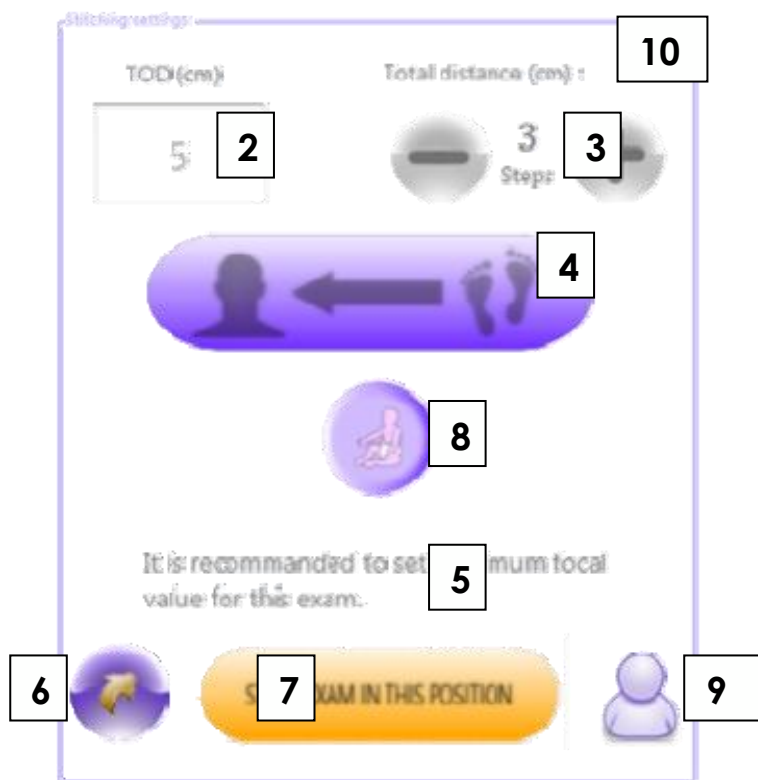 Stitching settings
10
TOD (cm)
Total distance (cm) :
5
2
3
3
Steps
4
8
It is recommanded to set mum focal
5
value for this exam.
6
7
S XAM IN THIS POSITION
9